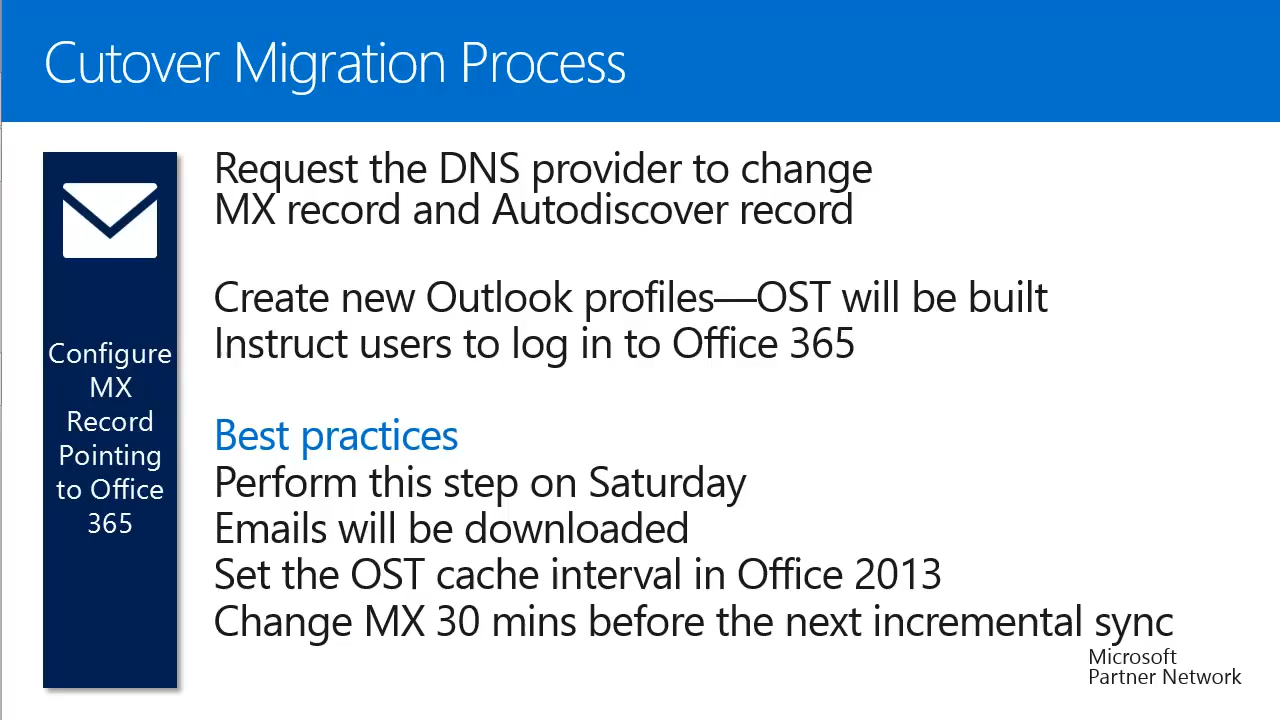 Cutover Migration Process
Configure
MX
Record
Pointing
to Office
365
Request the DNS provider to change
MX record and Autodiscover record
Create new Outlook profiles—OST will be built
Instruct users to log in to Office 365
Best practices
Perform this step on Saturday
Emails will be downloaded
Set the OST cache interval in Office 2013
Change MX 30 mins before the next incremental sync
Microsoft
Partner Network